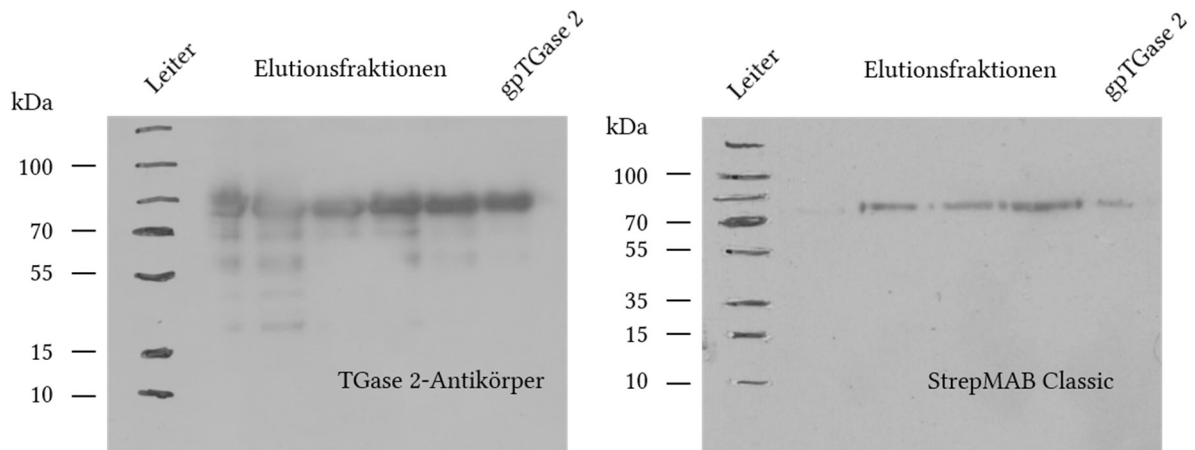 Leiter
Elutionsfraktionen
gpTGase 2
kDa
100
70
55
15
10
TGase 2-Antikörper
Leiter
Elutionsfraktionen
gpTGase 2
kDa
100
70
55
35
15
10
StrepMAB Classic